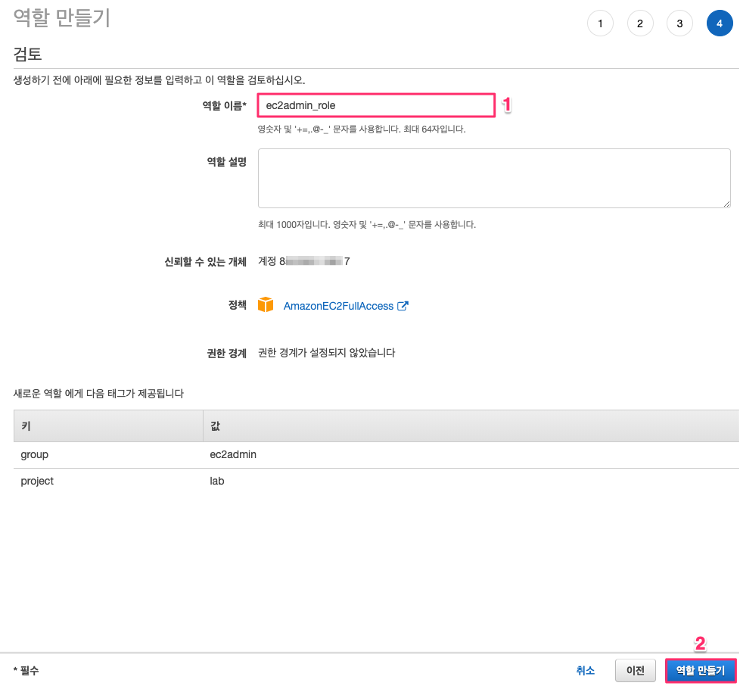 역할 만들기
1 2 3 4
검토
생성하기 전에 아래에 필요한 정보를 입력하고 이 역할을 검토하십시오.
역할 이름* ec2admin_role 1
영숫자 및 '+=,.@-_' 문자를 사용합니다. 최대 64자입니다.
역할 설명
최대 1000자입니다. 영숫자 및 '+=,.@-_' 문자를 사용합니다.
신뢰할 수 있는 개체 계정 8 7
정책 AmazonEC2FullAccess
권한 경계 권한 경계가 설정되지 않았습니다
새로운 역할 에게 다음 태그가 제공됩니다
키 값
group ec2admin
project lab
2
* 필수 취소 이전 역할 만들기